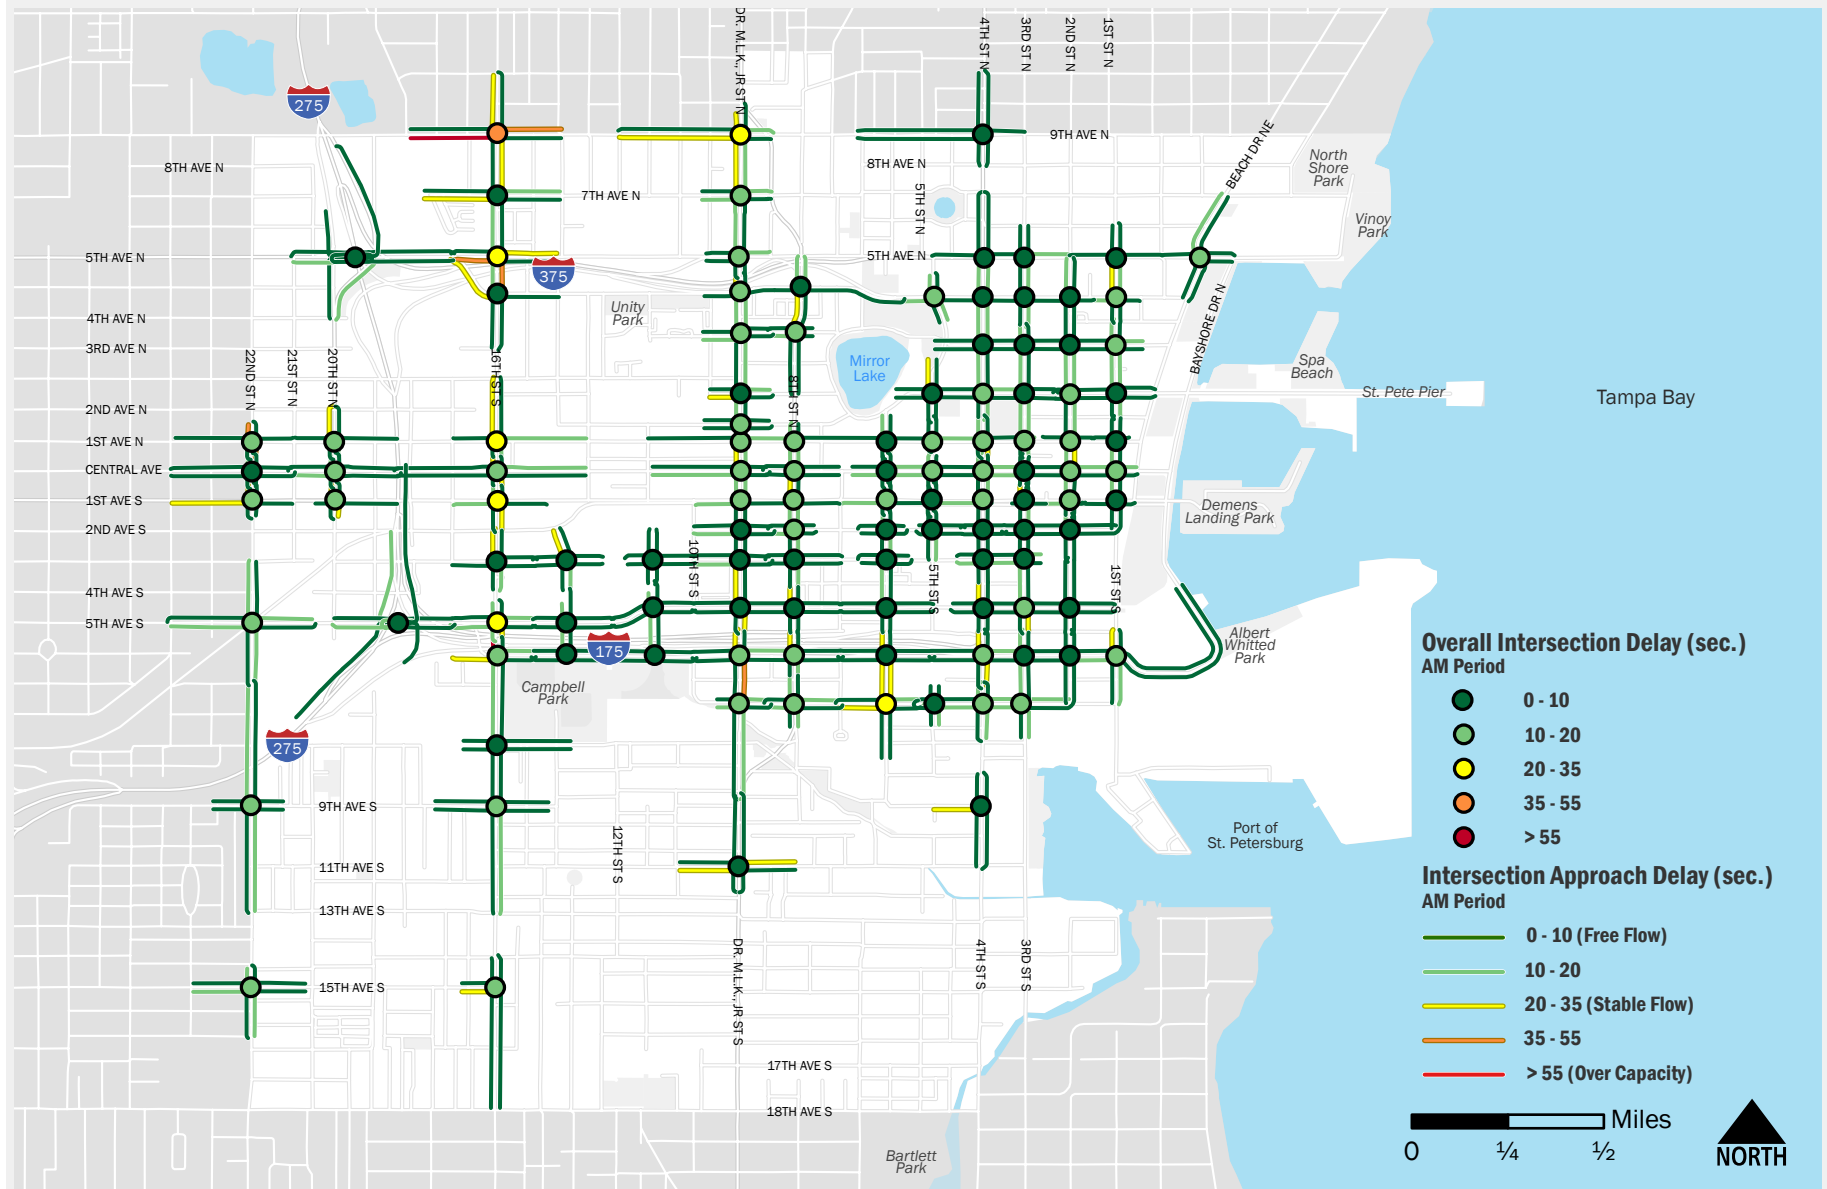 DR. M.L.K., JR ST N
4TH ST N
3RD ST N
2ND ST N
1ST ST N
275
9TH AVE N
8TH AVE N
8TH AVE N
BEACH DR NE
North
Shore
Park
7TH AVE N
5TH ST N
Vinoy
Park
5TH AVE N
5TH AVE N
375
BAYSHORE DR N
Unity
Park
4TH AVE N
3RD AVE N
22ND ST N
21ST ST N
20TH ST N
16TH ST S
Mirror
Lake
8TH ST N
Spa
Beach
St. Pete Pier
Tampa Bay
2ND AVE N
1ST AVE N
CENTRAL AVE
1ST AVE S
2ND AVE S
Demens
Landing Park
10TH ST S
5TH ST S
1ST ST S
4TH AVE S
5TH AVE S
175
Albert
Whitted
Park
Campbell
Park
275
9TH AVE S
12TH ST S
11TH AVE S
13TH AVE S
Port of
St. Petersburg
DR. M.L.K., JR ST S
4TH ST S
3RD ST S
15TH AVE S
17TH AVE S
18TH AVE S
Bartlett
Park
Overall Intersection Delay (sec.)
AM Period
0 - 10
10 - 20
20 - 35
35 - 55
> 55
Intersection Approach Delay (sec.)
AM Period
0 - 10 (Free Flow)
10 - 20
20 - 35 (Stable Flow)
35 - 55
> 55 (Over Capacity)
Miles
0 ¼ ½
NORTH